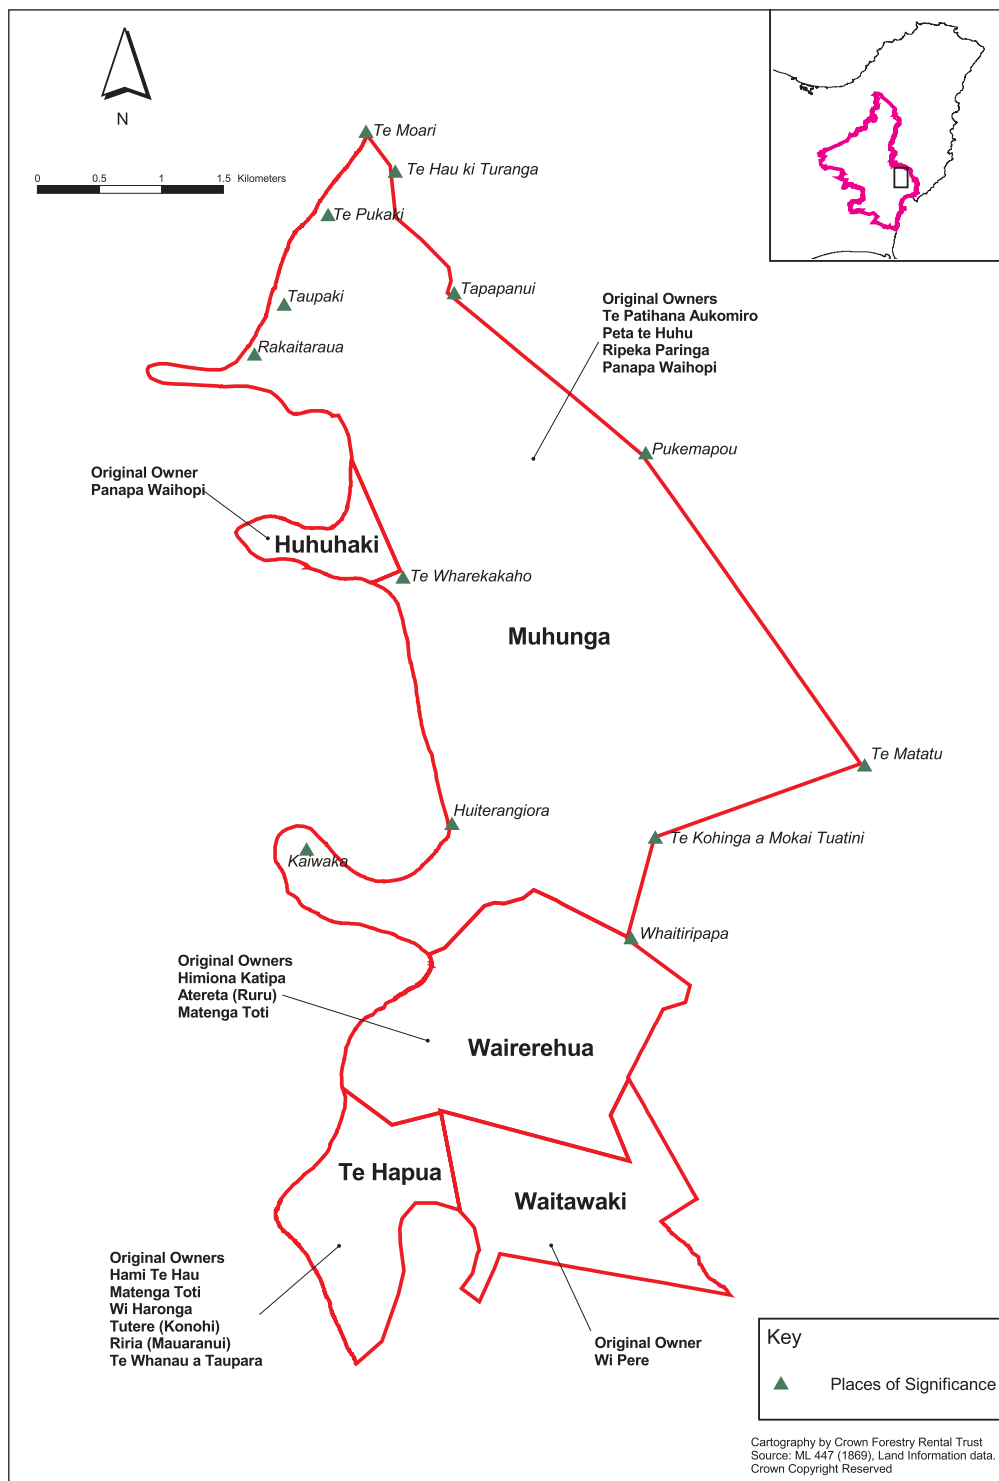 N
0 0.5 1 1.5 Kilometers
Te Moari
Te Hau ki Turanga
Te Pukaki
Taupaki
Tapapanui
Rakaitaraua
Original Owners
Te Patihana Aukomiro
Peta te Huhu
Ripeka Paringa
Panapa Waihopi
Pukemapou
Original Owner
Panapa Waihopi
Huhuhaki
Te Wharekakaho
Muhunga
Te Matatu
Huiterangiora
Te Kohinga a Mokai Tuatini
Kaiwaka
Whaitiripapa
Original Owners
Himiona Katipa
Atereta (Ruru)
Matenga Toti
Wairerehua
Te Hapua
Waitawaki
Original Owners
Hami Te Hau
Matenga Toti
Wi Haronga
Tutere (Konohi)
Riria (Mauaranui)
Te Whanau a Taupara
Original Owner
Wi Pere
Key
Places of Significance
Cartography by Crown Forestry Rental Trust
Source: ML 447 (1869), Land Information data.
Crown Copyright Reserved